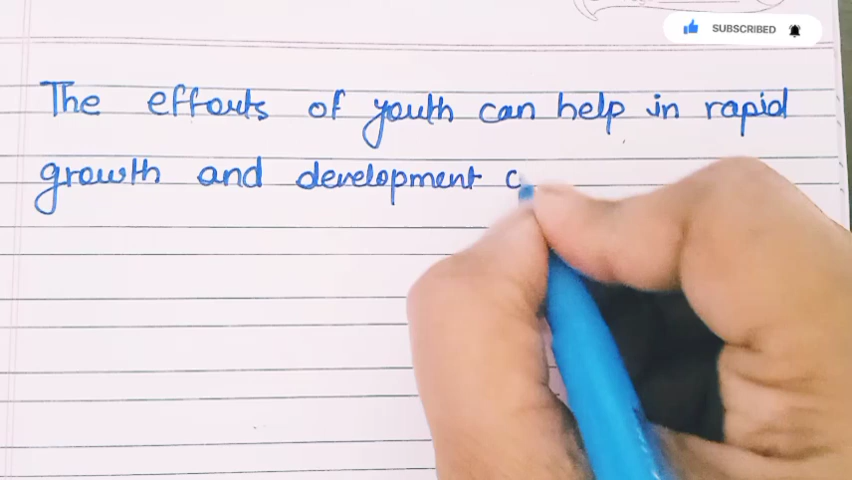 SUBSCRIBED
The efforts of youth can help in rapid
growth and development